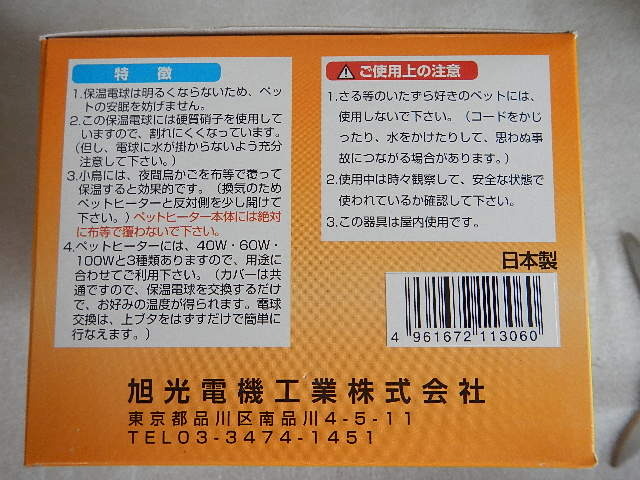 特徴
1.保温電球は明るくならないため、ペッ
トの安眠を妨げません。
2.この保温電球には硬質硝子を使用して
いますので、割れにくくなっています。
(但し、電球に水が掛からないよう充分
注意して下さい。)
3.小鳥には、夜間鳥かごを布等で覆って
保温すると効果的です。(換気のため
ペットヒーターと反対側を少し開けて
下さい。)ペットヒーター本体には絶対
に布等で覆わないで下さい。
4.ペットヒーターには、40W・60W・
100Wと3種類ありますので、用途に
合わせてご利用下さい。(カバーは共
通ですので、保温電球を交換するだけ
で、お好みの温度が得られます。電球
交換は、上ブタをはずすだけで簡単に
行なえます。)
ご使用上の注意
1.さる等のいたずら好きのペットには、
使用しないで下さい。(コードをかじ
ったり、水をかけたりして、思わぬ事
故につながる場合があります。)
2.使用中は時々観察して、安全な状態で
使われているか確認して下さい。
3.この器具は屋内使用です。
日本製
4 961672 113060
旭光電機工業株式会社
東京都品川区南品川4-5-11
TEL03-3474-1451